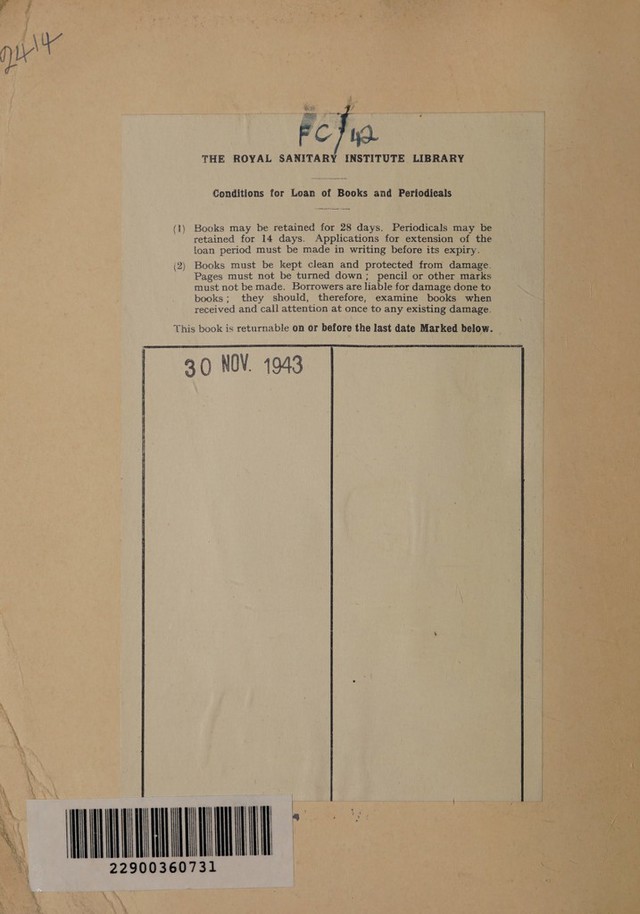 2414
FC/42
THE ROYAL SANITARY INSTITUTE LIBRARY
Conditions for Loan of Books and Periodicals
(1) Books may be retained for 28 days. Periodicals may be
retained for 14 days. Applications for extension of the
loan period must be made in writing before its expiry.
(2) Books must be kept clean and protected from damage.
Pages must not be turned down ; pencil or other marks
must not be made. Borrowers are liable for damage done to
books ; they should, therefore, examine books when
received and call attention at once to any existing damage.
This book is returnable on or before the last date Marked below.
30 NOV. 1943
22900360731